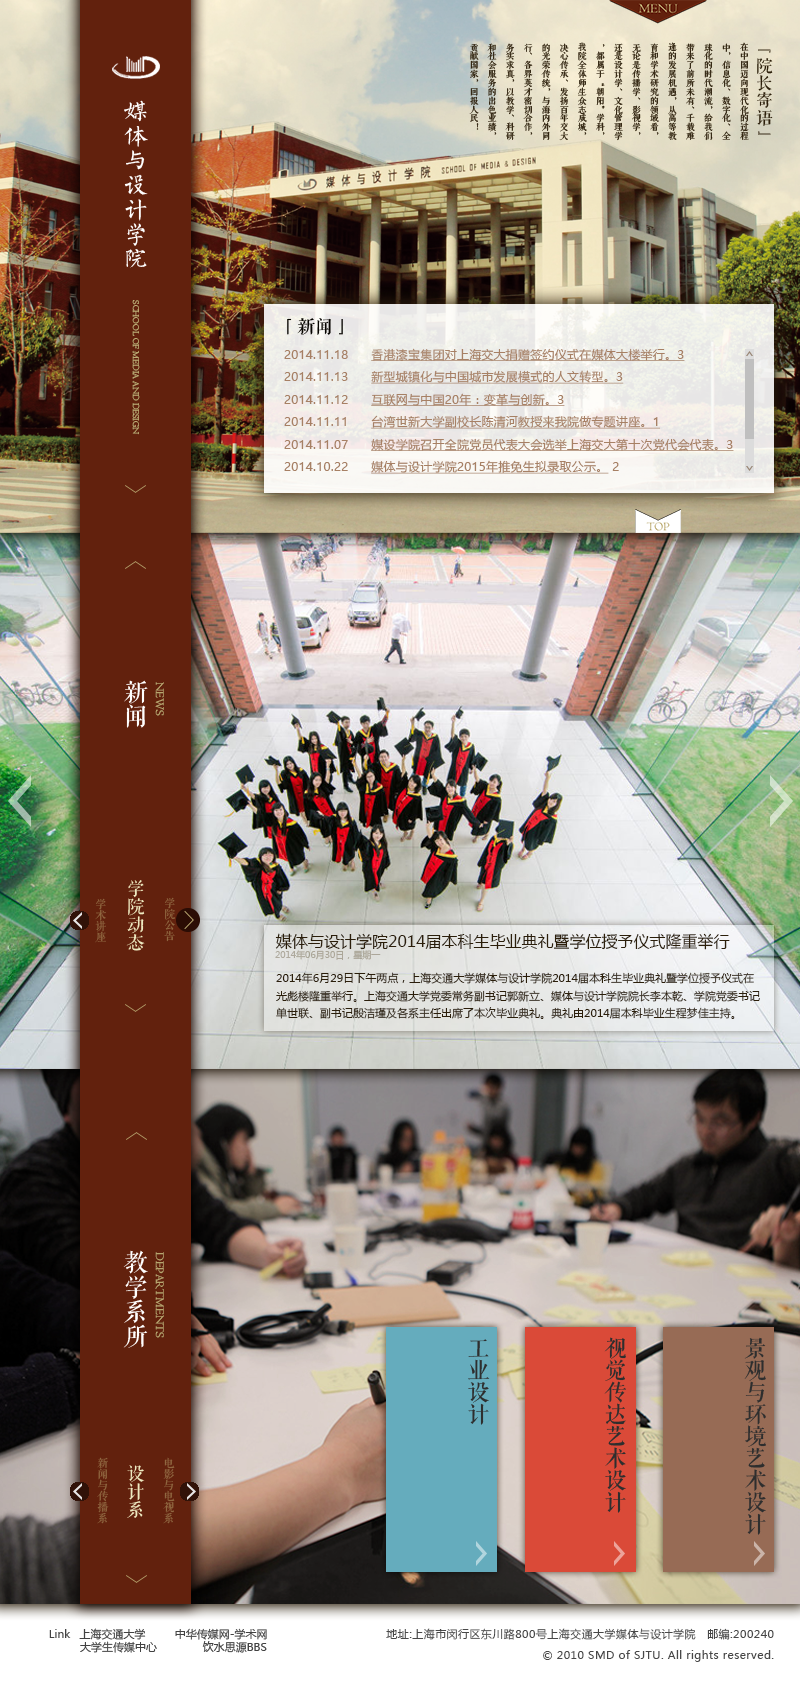 MENU
「院长寄语」
在中国迈向现代化的过程
中，信息化、数字化、全
球化的时代潮流，给我们
带来了前所未有、千载难
逢的发展机遇，从高等教
育和学术研究的领域看，
无论是传播学、影视学，
还是设计学、文化管理学
，都属于“朝阳”学科，
我院全体师生众志成城，
决心传承、发扬百年交大
的光荣传统，与海内外同
行、各界英才密切合作，
务实求真，以教学、科研
和社会服务的出色业绩，
贡献国家，回报人民！
媒体与设计学院
SCHOOL OF MEDIA AND DESIGN
媒体与设计学院 SCHOOL OF MEDIA & DESIGN
「新闻」
2014.11.18 香港漆宝集团对上海交大捐赠签约仪式在媒体大楼举行。3
2014.11.13 新型城镇化与中国城市发展模式的人文转型。3
2014.11.12 互联网与中国20年：变革与创新。3
2014.11.11 台湾世新大学副校长陈清河教授来我院做专题讲座。1
2014.11.07 媒设学院召开全院党员代表大会选举上海交大第十次党代会代表。3
2014.10.22 媒体与设计学院2015年推免生拟录取公示。 2
TOP
新闻
NEWS
学术讲座
学院动态
学院公告
媒体与设计学院2014届本科生毕业典礼暨学位授予仪式隆重举行
2014年06月30日，星期一
2014年6月29日下午两点，上海交通大学媒体与设计学院2014届本科生毕业典礼暨学位授予仪式在
光彪楼隆重举行。上海交通大学党委常务副书记郭新立、媒体与设计学院院长李本乾、学院党委书记
单世联、副书记殷洁瑾及各系主任出席了本次毕业典礼。典礼由2014届本科毕业生程梦佳主持。
教学系所
DEPARTMENTS
新闻与传播系
设计系
电影与电视系
工业设计
视觉传达艺术设计
景观与环境艺术设计
Link 上海交通大学 中华传媒网-学术网
大学生传媒中心 饮水思源BBS
地址:上海市闵行区东川路800号上海交通大学媒体与设计学院 邮编:200240
© 2010 SMD of SJTU. All rights reserved.